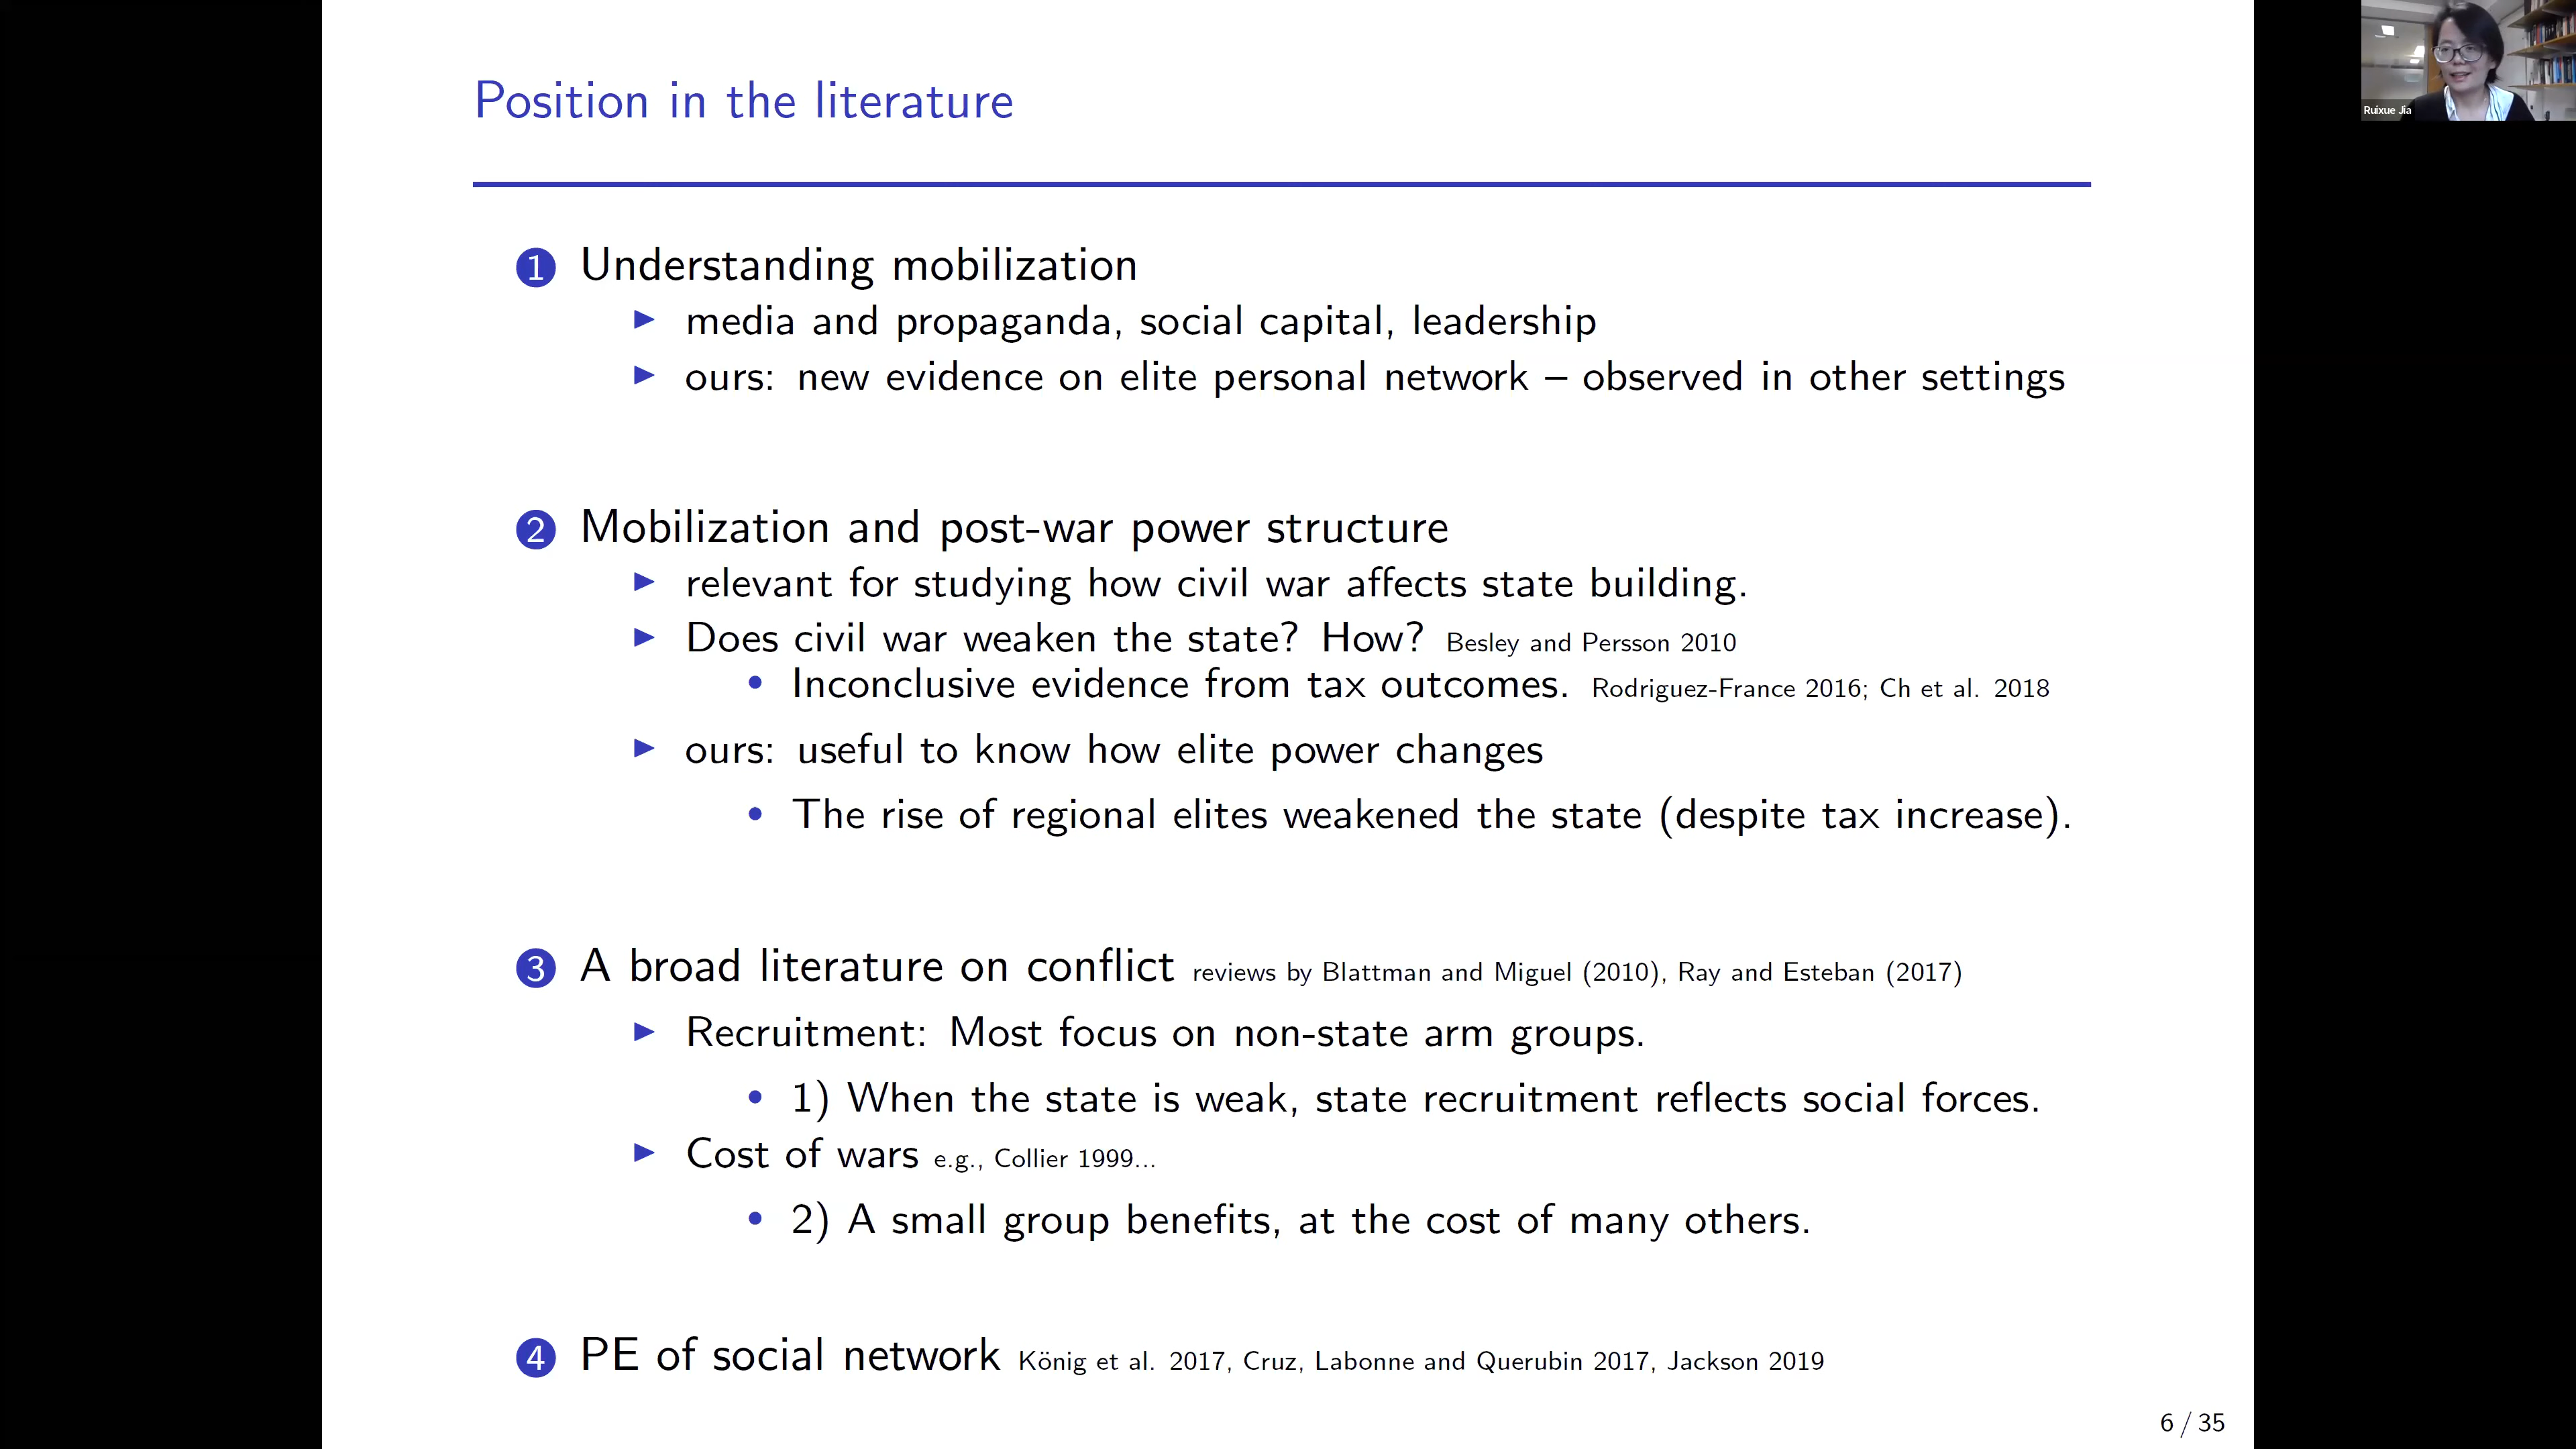 Position in the literature
Ruixue Jia
1 Understanding mobilization
▶ media and propaganda, social capital, leadership
▶ ours: new evidence on elite personal network – observed in other settings
2 Mobilization and post-war power structure
▶ relevant for studying how civil war affects state building.
▶ Does civil war weaken the state? How? Besley and Persson 2010
• Inconclusive evidence from tax outcomes. Rodriguez-France 2016; Ch et al. 2018
▶ ours: useful to know how elite power changes
• The rise of regional elites weakened the state (despite tax increase).
3 A broad literature on conflict reviews by Blattman and Miguel (2010), Ray and Esteban (2017)
▶ Recruitment: Most focus on non-state arm groups.
• 1) When the state is weak, state recruitment reflects social forces.
▶ Cost of wars e.g., Collier 1999...
• 2) A small group benefits, at the cost of many others.
4 PE of social network König et al. 2017, Cruz, Labonne and Querubin 2017, Jackson 2019
6 / 35